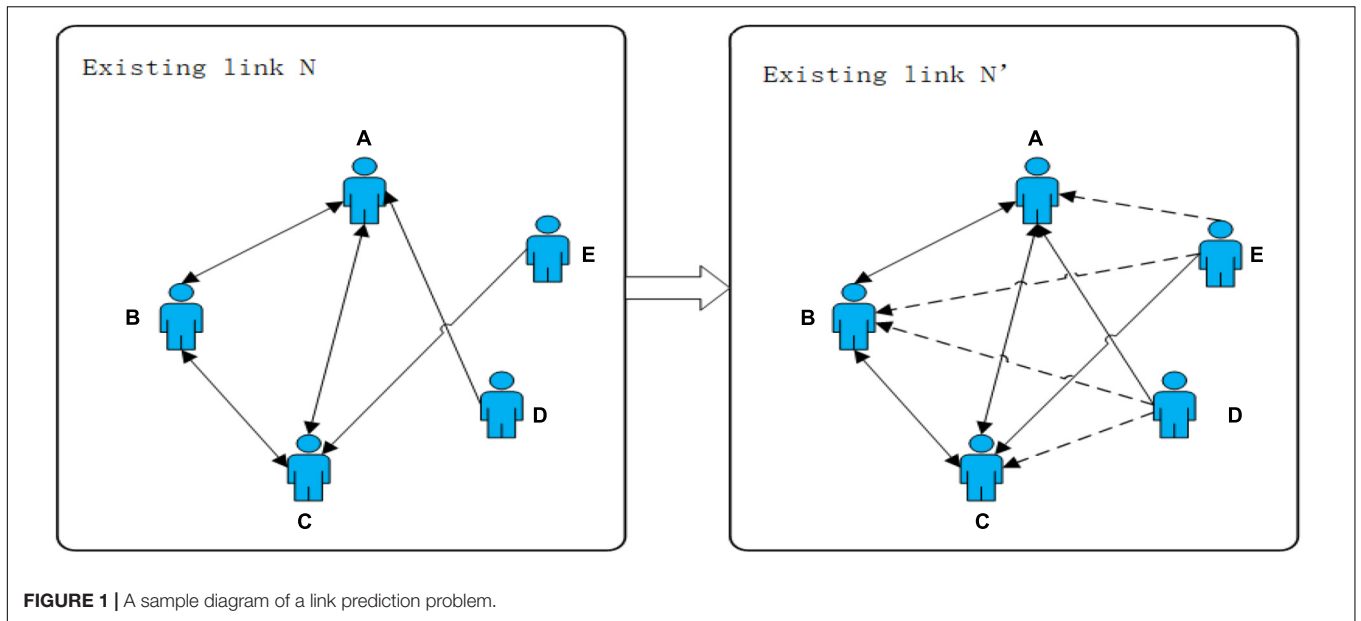 Existing link N
A
E
B
D
C
Existing link N’
A
E
B
D
C
FIGURE 1 | A sample diagram of a link prediction problem.